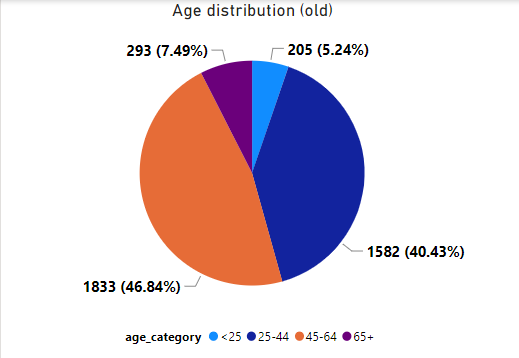 Age distribution (old)
293 (7.49%)
205 (5.24%)
1582 (40.43%)
1833 (46.84%)
age_category <25 25-44 45-64 65+